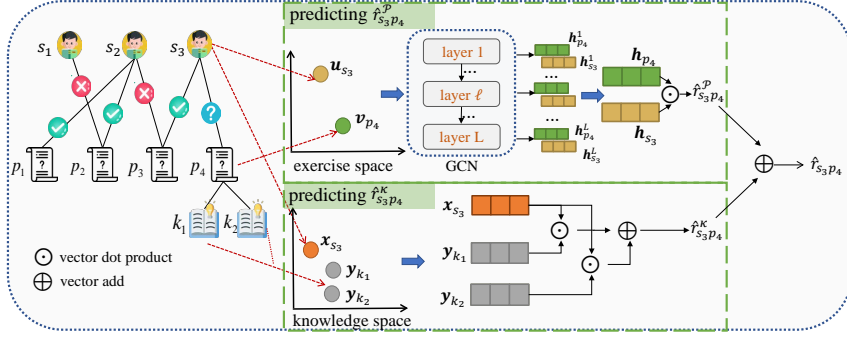 s₁ s₂ s₃
p₁ p₂ p₃ p₄
k₁ k₂
vector dot product
vector add
predicting r̂ᵖ_{s₃p₄}
u_{s₃}
v_{p₄}
exercise space
layer 1
...
layer ℓ
...
layer L
GCN
h¹_{p₄}
h¹_{s₃}
...
...
h^L_{p₄}
h^L_{s₃}
h_{p₄}
h_{s₃}
r̂ᵖ_{s₃p₄}
predicting r̂ᴷ_{s₃p₄}
x_{s₃}
y_{k₁}
y_{k₂}
knowledge space
x_{s₃}
y_{k₁}
y_{k₂}
r̂ᴷ_{s₃p₄}
r̂_{s₃p₄}